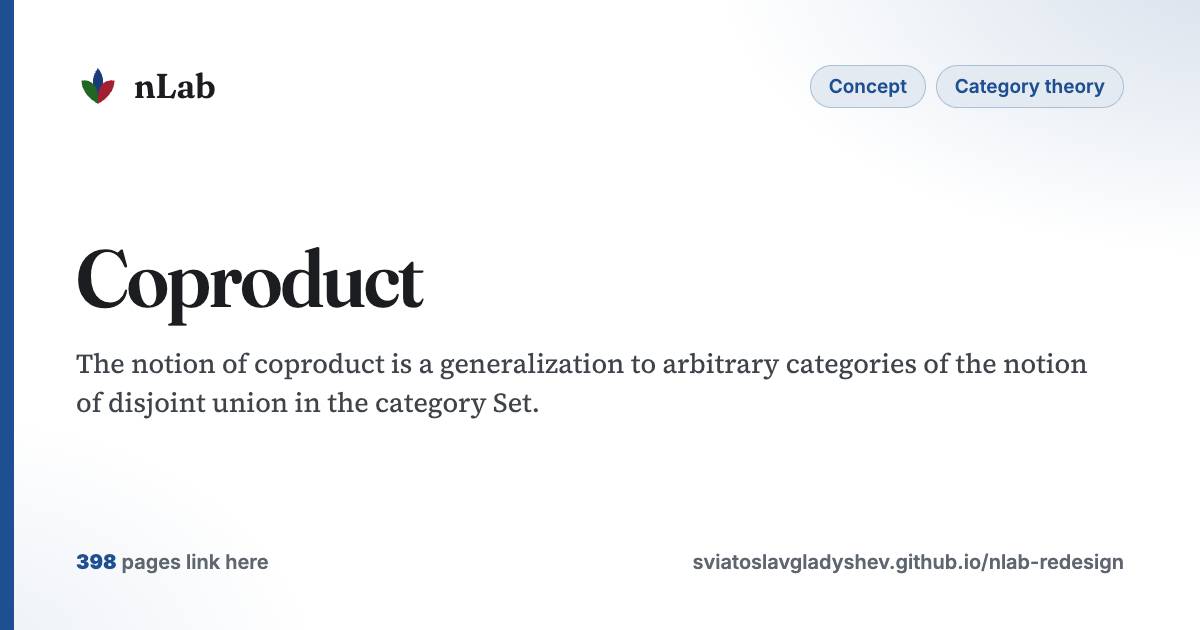 nLab
Concept
Category theory
Coproduct
The notion of coproduct is a generalization to arbitrary categories of the notion
of disjoint union in the category Set.
398 pages link here
sviatoslavgladyshev.github.io/nlab-redesign